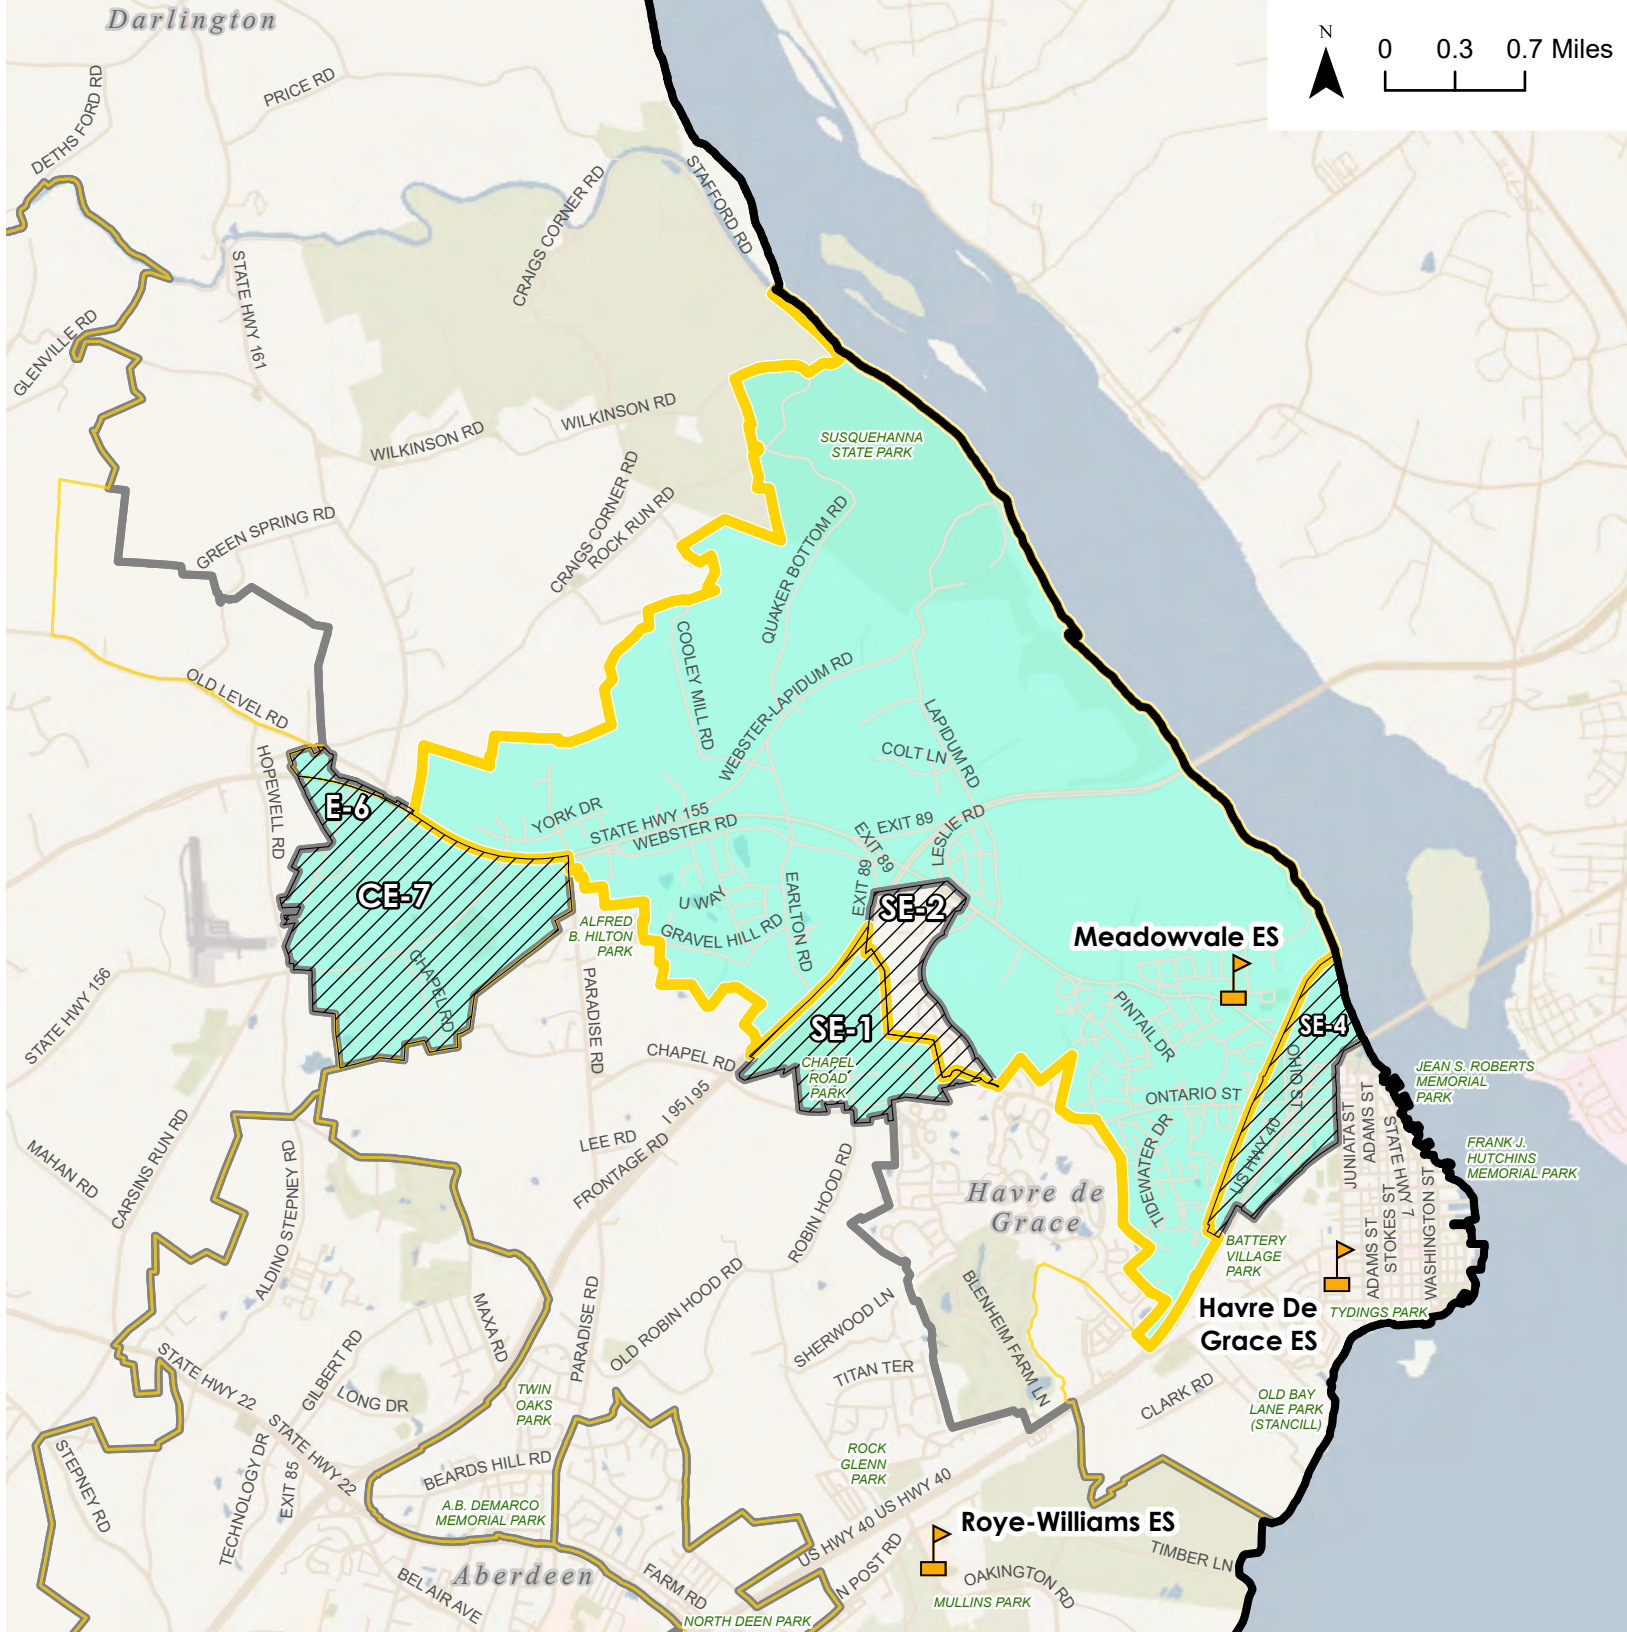 Darlington
N
0 0.3 0.7 Miles
PRICE RD
DETHS FORD RD
STAFFORD RD
CRAIGS CORNER RD
STATE HWY 161
GLENVILLE RD
WILKINSON RD
WILKINSON RD
SUSQUEHANNA
STATE PARK
CRAIGS CORNER RD
ROCK RUN RD
GREEN SPRING RD
QUAKER BOTTOM RD
COOLEY MILL RD
WEBSTER-LAPIDUM RD
LAPIDUM RD
OLD LEVEL RD
COLT LN
HOPEWELL RD
E-6
YORK DR
STATE HWY 155
WEBSTER RD
EXIT 89
EXIT 89
LESLIE RD
EXIT 89
CE-7
U WAY
EARLTON RD
SE-2
GRAVEL HILL RD
ALFRED
B. HILTON
PARK
Meadowvale ES
CHAPEL RD
STATE HWY 156
PARADISE RD
PINTAIL DR
SE-1
SE-4
CHAPEL RD
CHAPEL
ROAD
PARK
OHIO ST
JEAN S. ROBERTS
MEMORIAL
PARK
I 95 I 95
ONTARIO ST
LEE RD
FRONTAGE RD
MAHAN RD
CARSINS RUN RD
ALDINO STEPNEY RD
ROBIN HOOD RD
TIDEWATER DR
US HWY 40
JUNIATA ST
ADAMS ST
STATE HWY 7
FRANK J.
HUTCHINS
MEMORIAL PARK
Havre de
Grace
STOKES ST
WASHINGTON ST
ADAMS ST
BATTERY
VILLAGE
PARK
OLD ROBIN HOOD RD
PARADISE RD
MAXA RD
SHERWOOD LN
BLENHEIM FARM LN
Havre De
Grace ES
TYDINGS PARK
GILBERT RD
STATE HWY 22
LONG DR
TITAN TER
TWIN
OAKS
PARK
CLARK RD
OLD BAY
LANE PARK
(STANCILL)
STATE HWY 22
STEPNEY RD
TECHNOLOGY DR
EXIT 85
BEARDS HILL RD
ROCK
GLENN
PARK
A.B. DEMARCO
MEMORIAL PARK
US HWY 40 US HWY 40
Roye-Williams ES
TIMBER LN
Aberdeen
BEL AIR AVE
FARM RD
N POST RD
OAKINGTON RD
MULLINS PARK
NORTH DEEN PARK